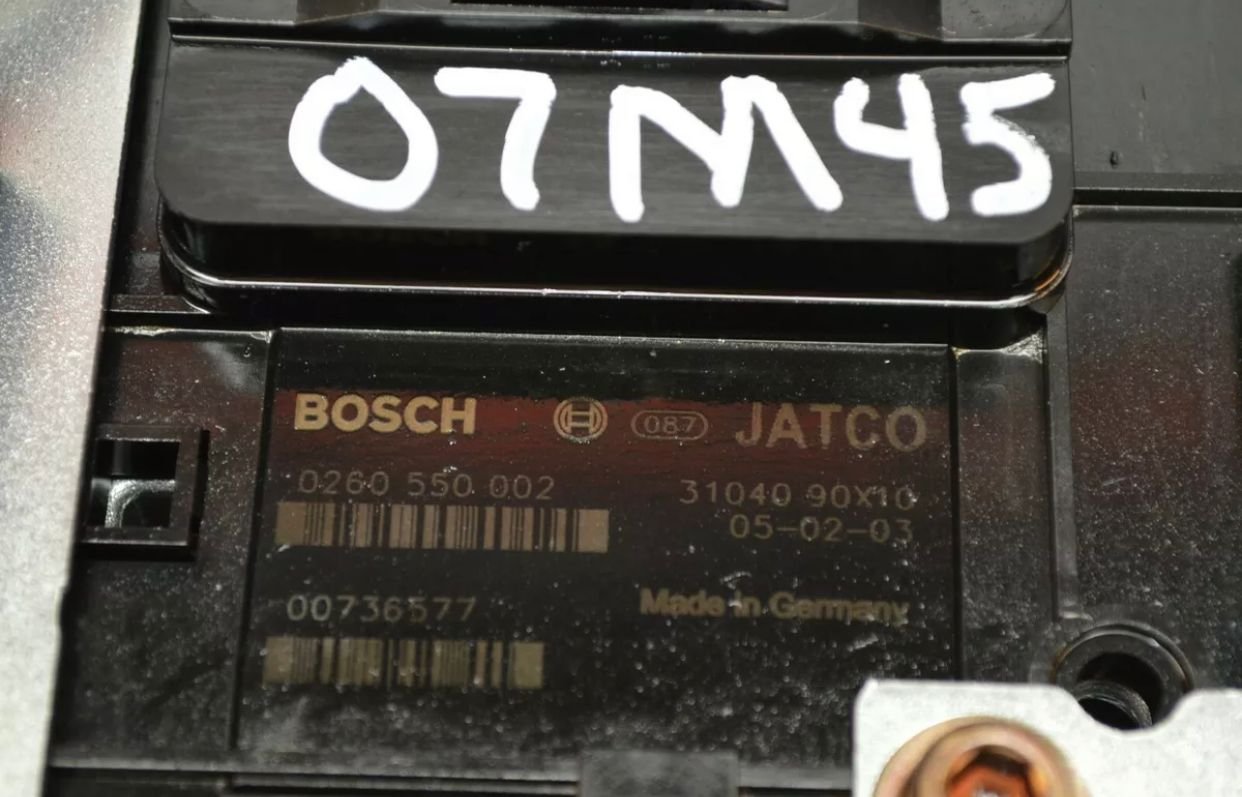 07M45
BOSCH 087 JATCO
0260 550 002
31040 90X10
05-02-03
00736577
Made in Germany